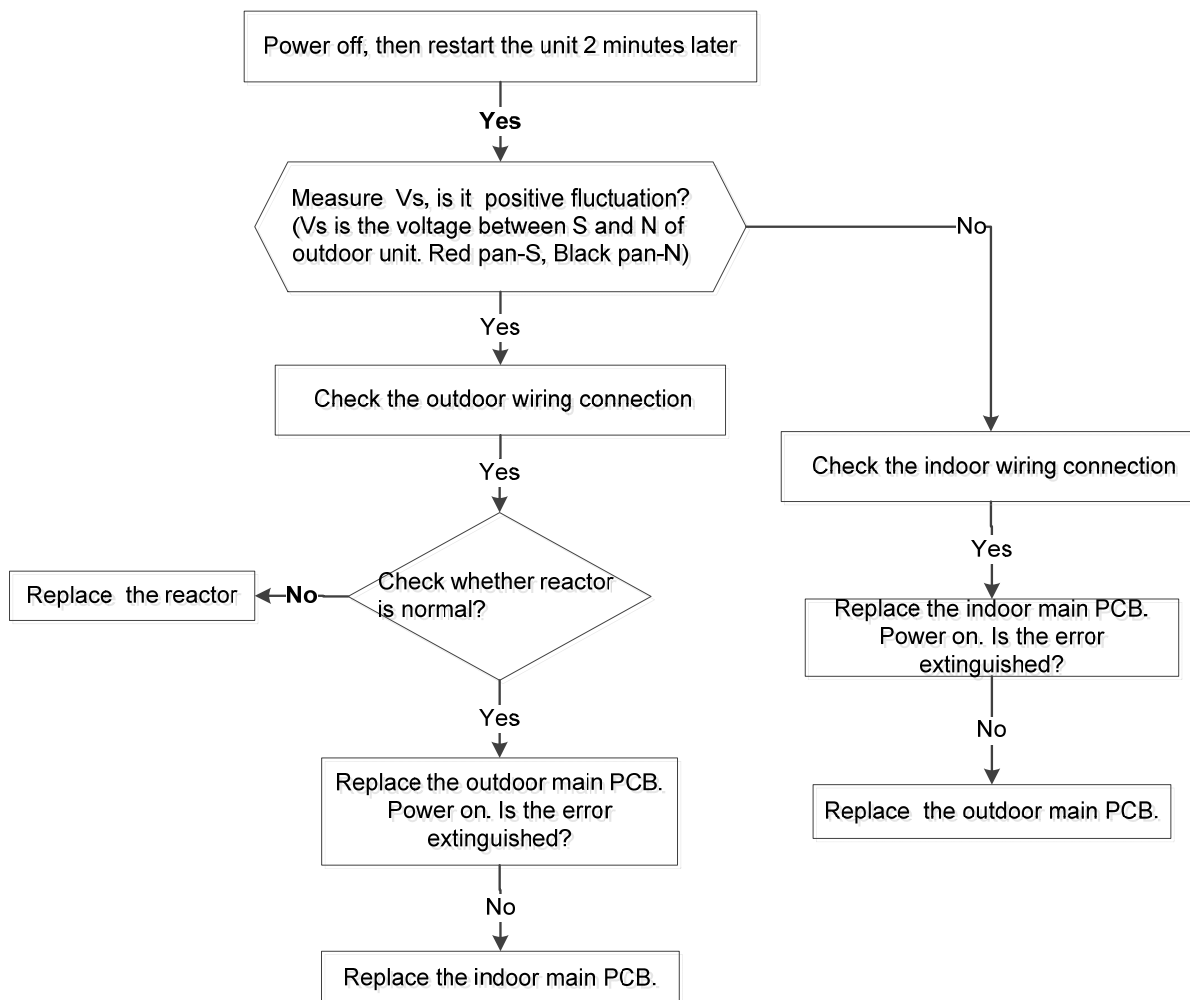 Power off, then restart the unit 2 minutes later
Yes
Measure Vs, is it positive fluctuation?
(Vs is the voltage between S and N of
outdoor unit. Red pan-S, Black pan-N)
No
Yes
Check the outdoor wiring connection
Yes
Check the indoor wiring connection
Yes
Check whether reactor
is normal?
No
Replace the reactor
Replace the indoor main PCB.
Power on. Is the error
extinguished?
Yes
No
Replace the outdoor main PCB.
Power on. Is the error
extinguished?
Replace the outdoor main PCB.
No
Replace the indoor main PCB.